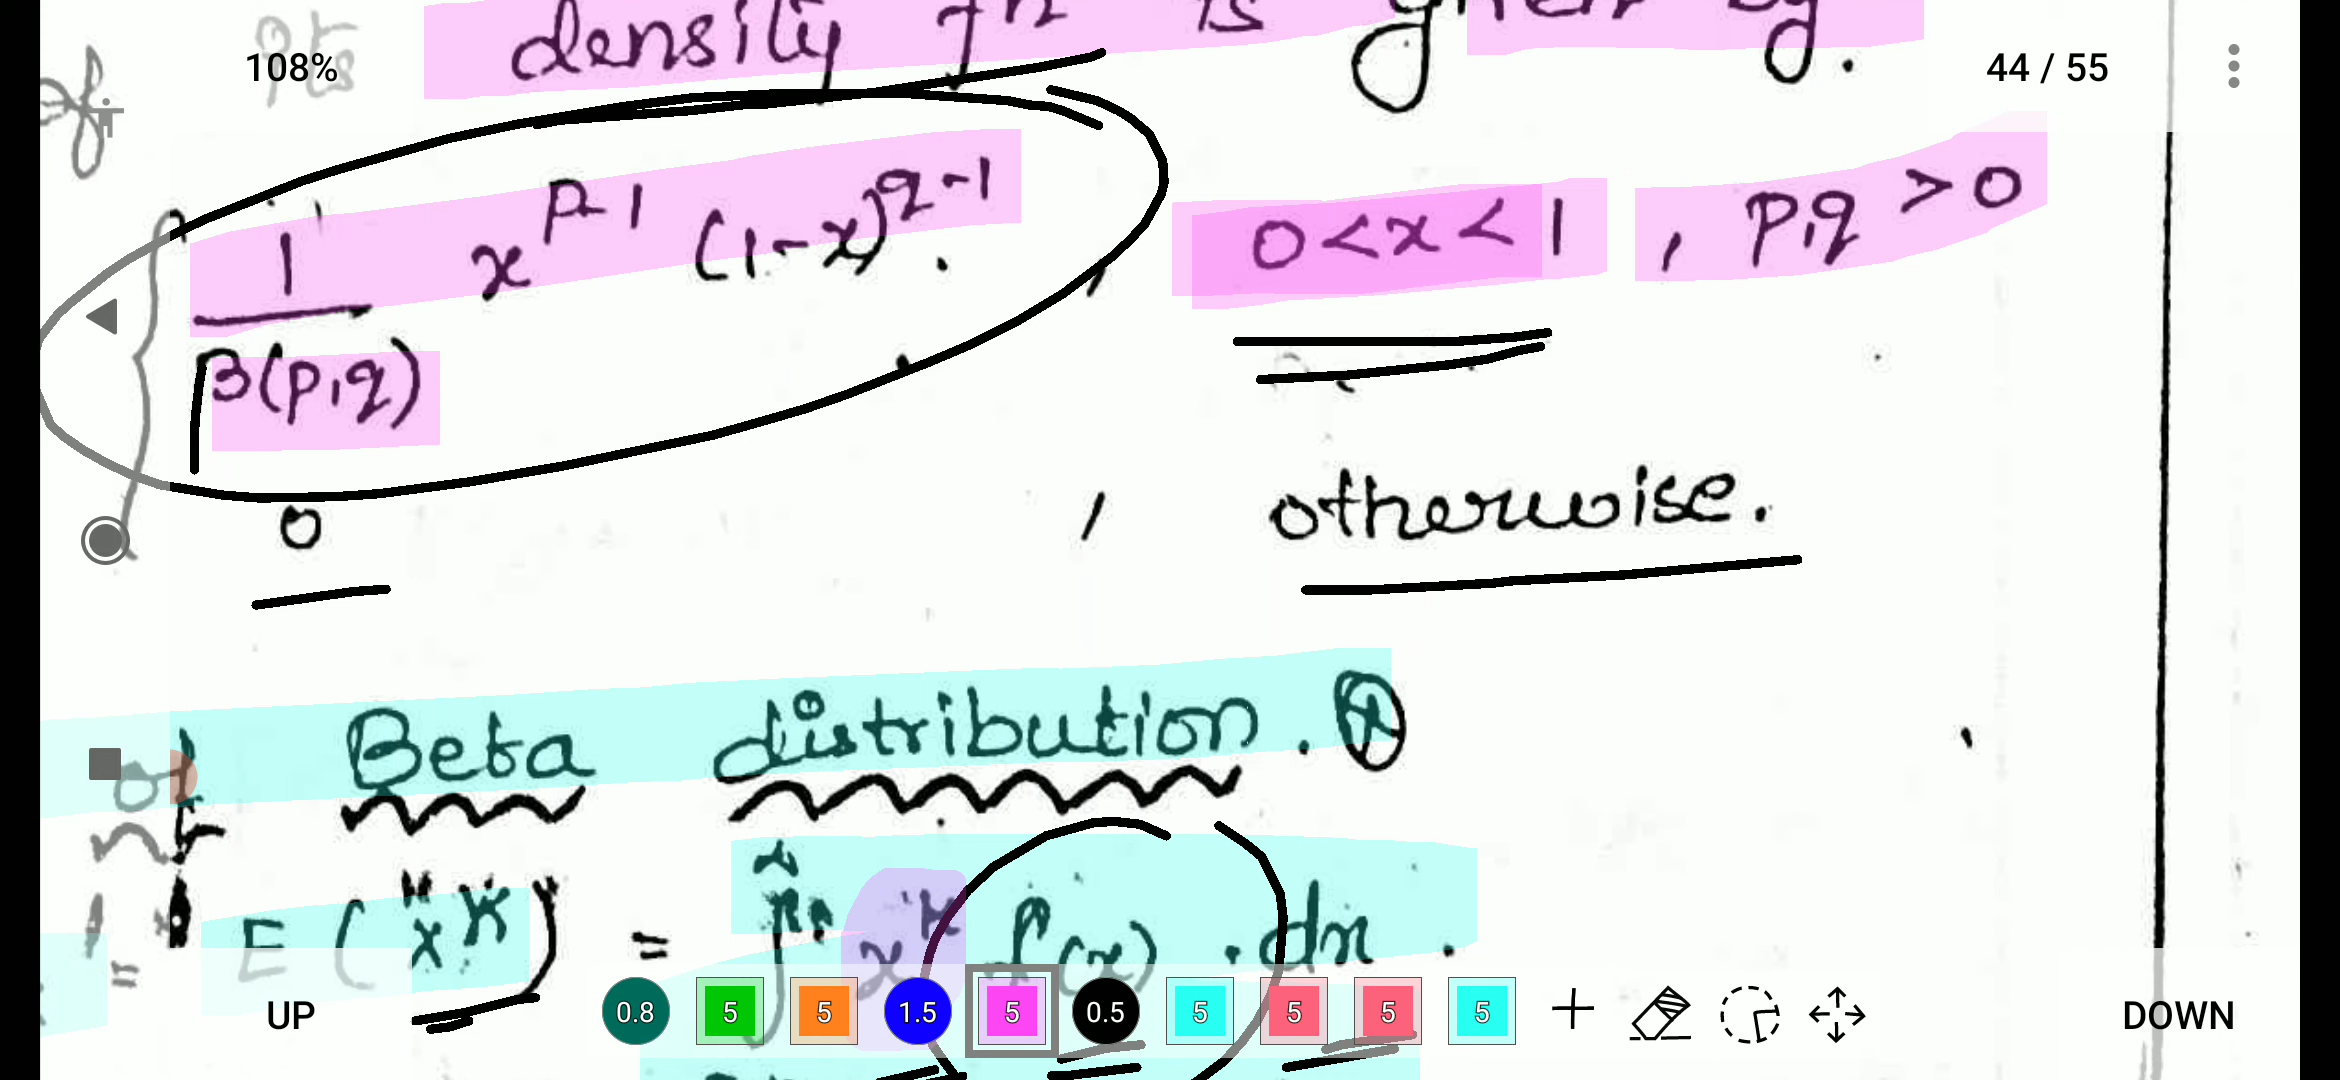 108%
44 / 55
density fn is given by.
1/β(p,q) x^p-1 (1-x)^q-1 . , 0<x<1 , p,q >0
0 , otherwise.
Beta distribution.
E ( x^k ) = ∫ x^k f(x) . dx .
UP 0.8 5 5 1.5 5 0.5 5 5 5 5 + DOWN